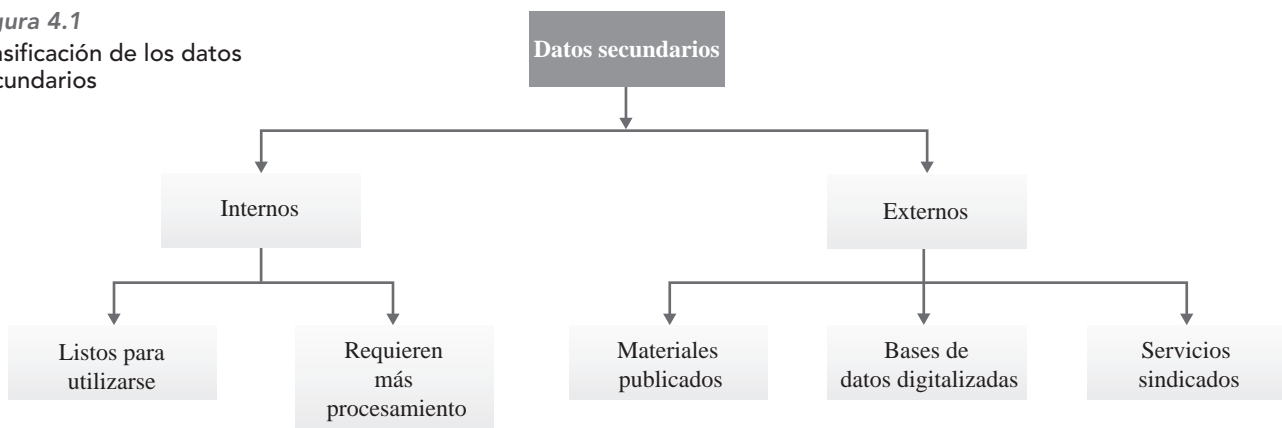 gura 4.1
asificación de los datos
cundarios
Datos secundarios
Internos
Externos
Listos para
utilizarse
Requieren
más
procesamiento
Materiales
publicados
Bases de
datos digitalizadas
Servicios
sindicados